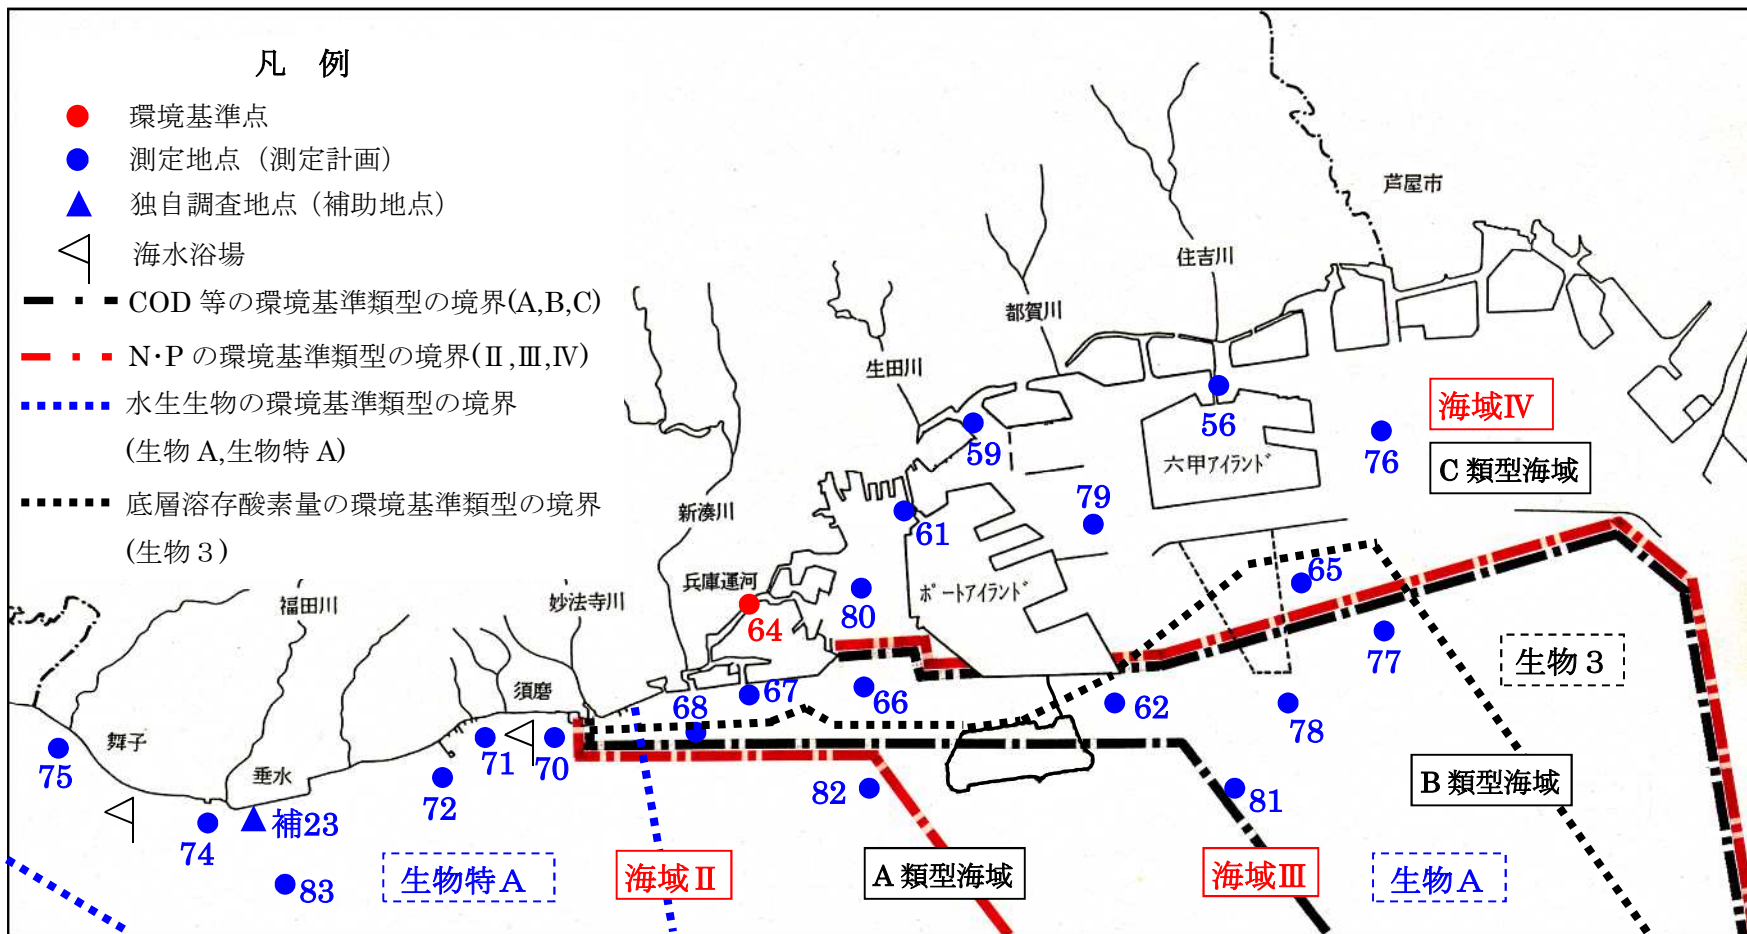 凡 例
環境基準点
測定地点（測定計画）
独自調査地点（補助地点）
海水浴場
COD 等の環境基準類型の境界(A,B,C)
N･P の環境基準類型の境界(Ⅱ,Ⅲ,Ⅳ)
水生生物の環境基準類型の境界
(生物 A,生物特 A)
底層溶存酸素量の環境基準類型の境界
(生物３)
芦屋市
住吉川
都賀川
生田川
新湊川
兵庫運河
妙法寺川
福田川
須磨
舞子
垂水
六甲アイランド
ポートアイランド
56
59
61
79
76
海域Ⅳ
C 類型海域
65
80
64
77
生物３
67
66
68
62
78
75
71
70
72
82
81
B 類型海域
74
補23
83
生物特A
海域Ⅱ
A 類型海域
海域Ⅲ
生物A